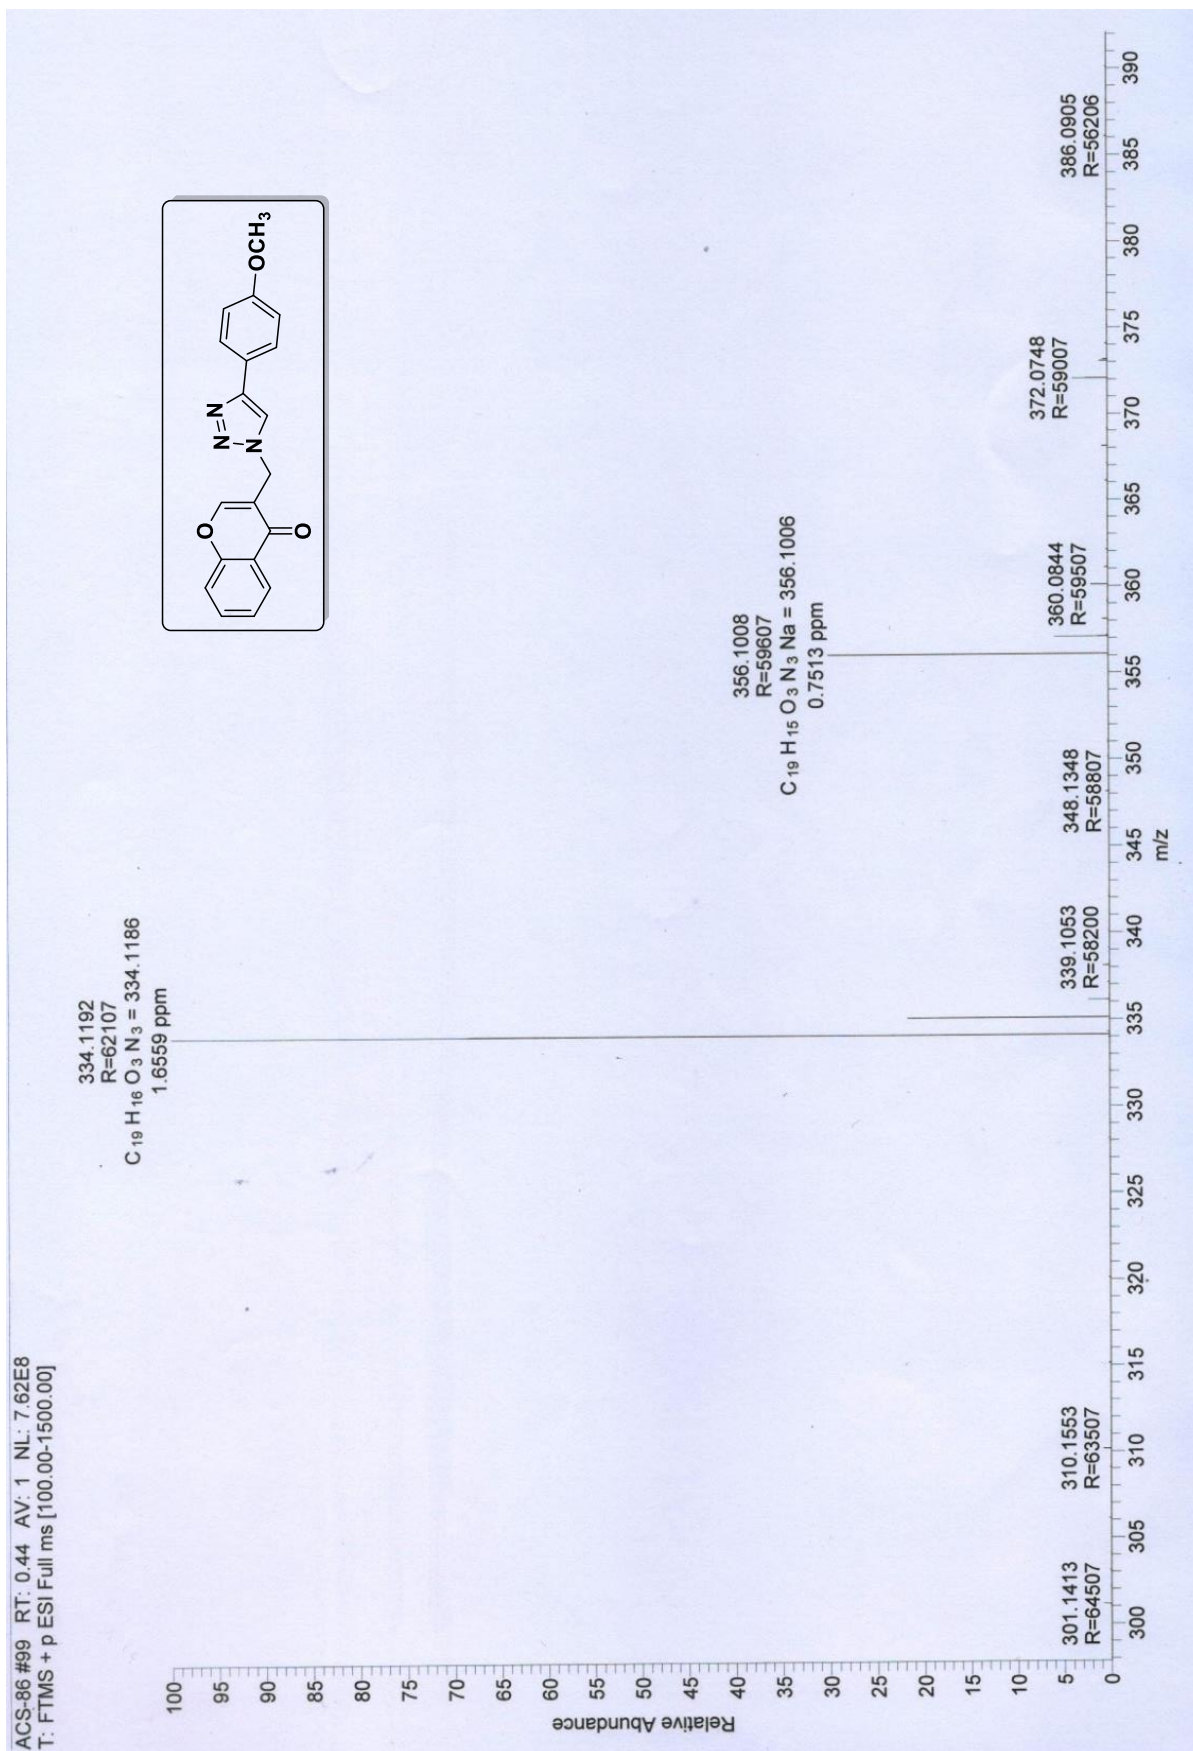 ACS-86 #99 RT: 0.44 AV: 1 NL: 7.62E8
T: FTMS + p ESI Full ms [100.00-1500.00]
O
O
N
N
N
OCH3
334.1192
R=62107
C19 H16 O3 N3 = 334.1186
1.6559 ppm
356.1008
R=59607
C19 H15 O3 N3 Na = 356.1006
0.7513 ppm
301.1413
R=64507
310.1553
R=63507
339.1053
R=58200
348.1348
R=58807
360.0844
R=59507
372.0748
R=59007
386.0905
R=56206
Relative Abundance
100
95
90
85
80
75
70
65
60
55
50
45
40
35
30
25
20
15
10
5
0
300 305 310 315 320 325 330 335 340 345 350 355 360 365 370 375 380 385 390
m/z